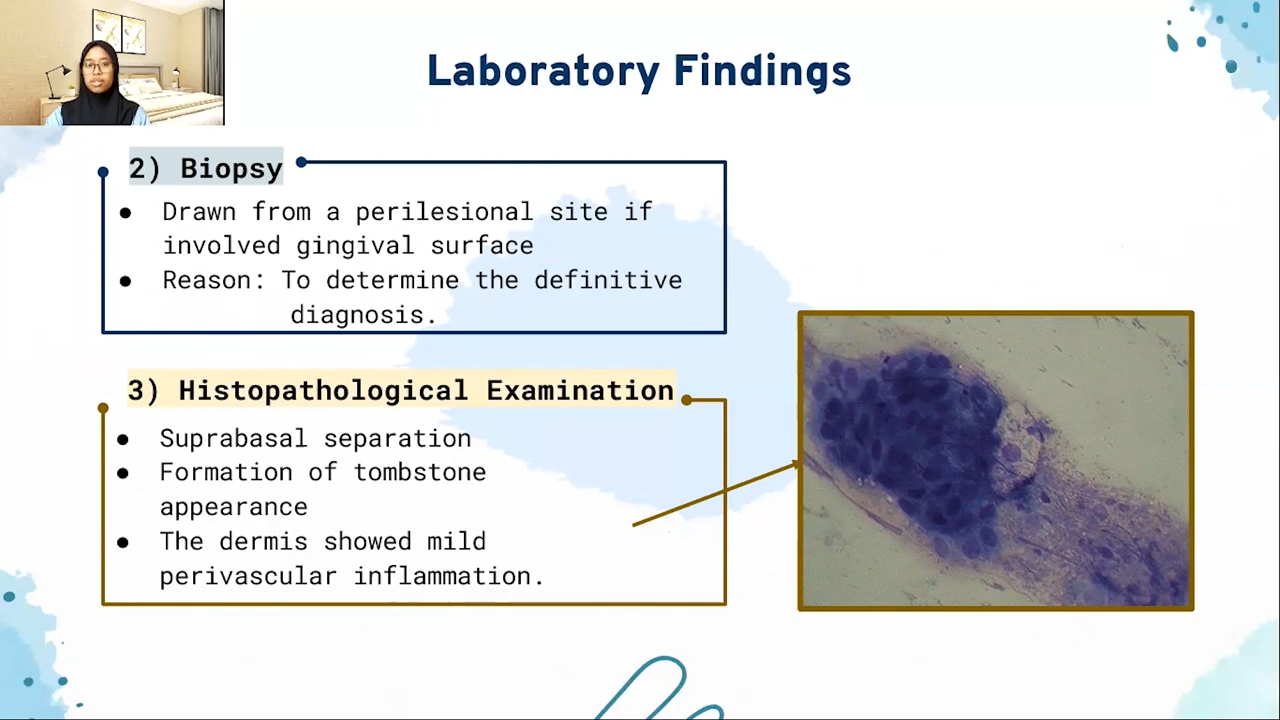 Laboratory Findings
2) Biopsy
● Drawn from a perilesional site if
involved gingival surface
● Reason: To determine the definitive
diagnosis.
3) Histopathological Examination
● Suprabasal separation
● Formation of tombstone
appearance
● The dermis showed mild
perivascular inflammation.